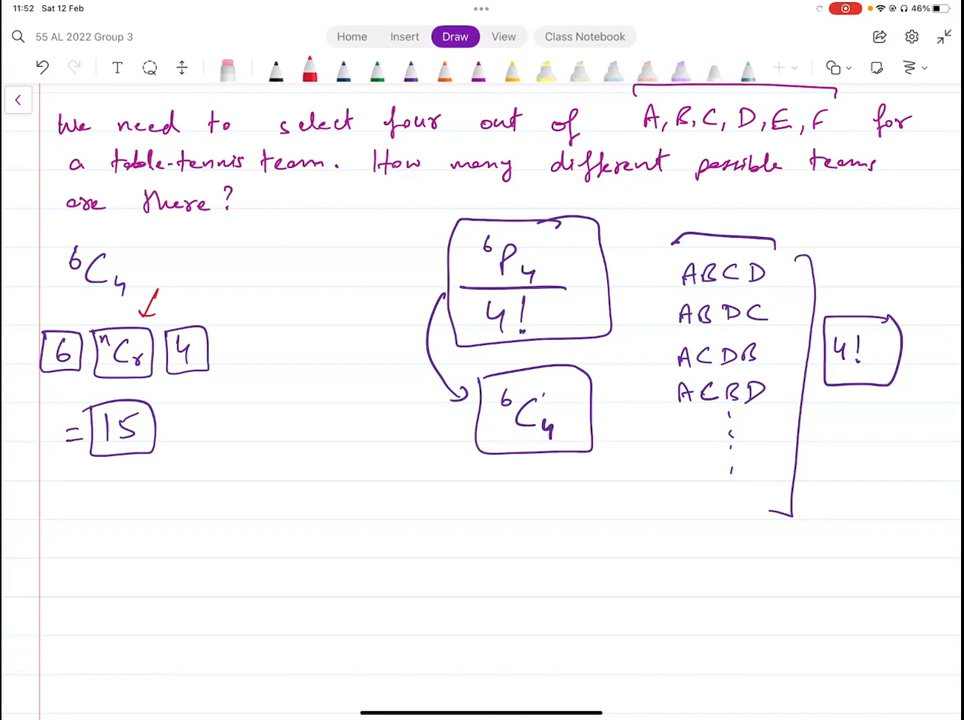 11:52 Sat 12 Feb
46%
55 AL 2022 Group 3
Home Insert Draw View Class Notebook
T
We need to select four out of A, B, C, D, E, F for
a table-tennis team. How many different possible teams
are there?
⁶C₄
6 ⁿCᵣ 4
= 15
⁶P₄
4!
⁶C₄
ABCD
ABDC
ACDB
ACBD
4!